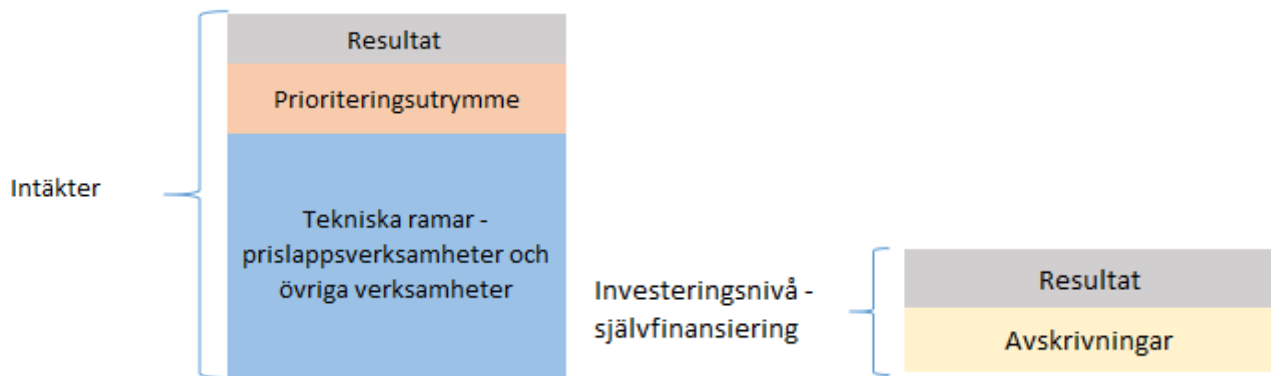 Intäkter
Resultat
Prioriteringsutrymme
Tekniska ramar -
prislappsverksamheter och
övriga verksamheter
Investeringsnivå -
självfinansiering
Resultat
Avskrivningar